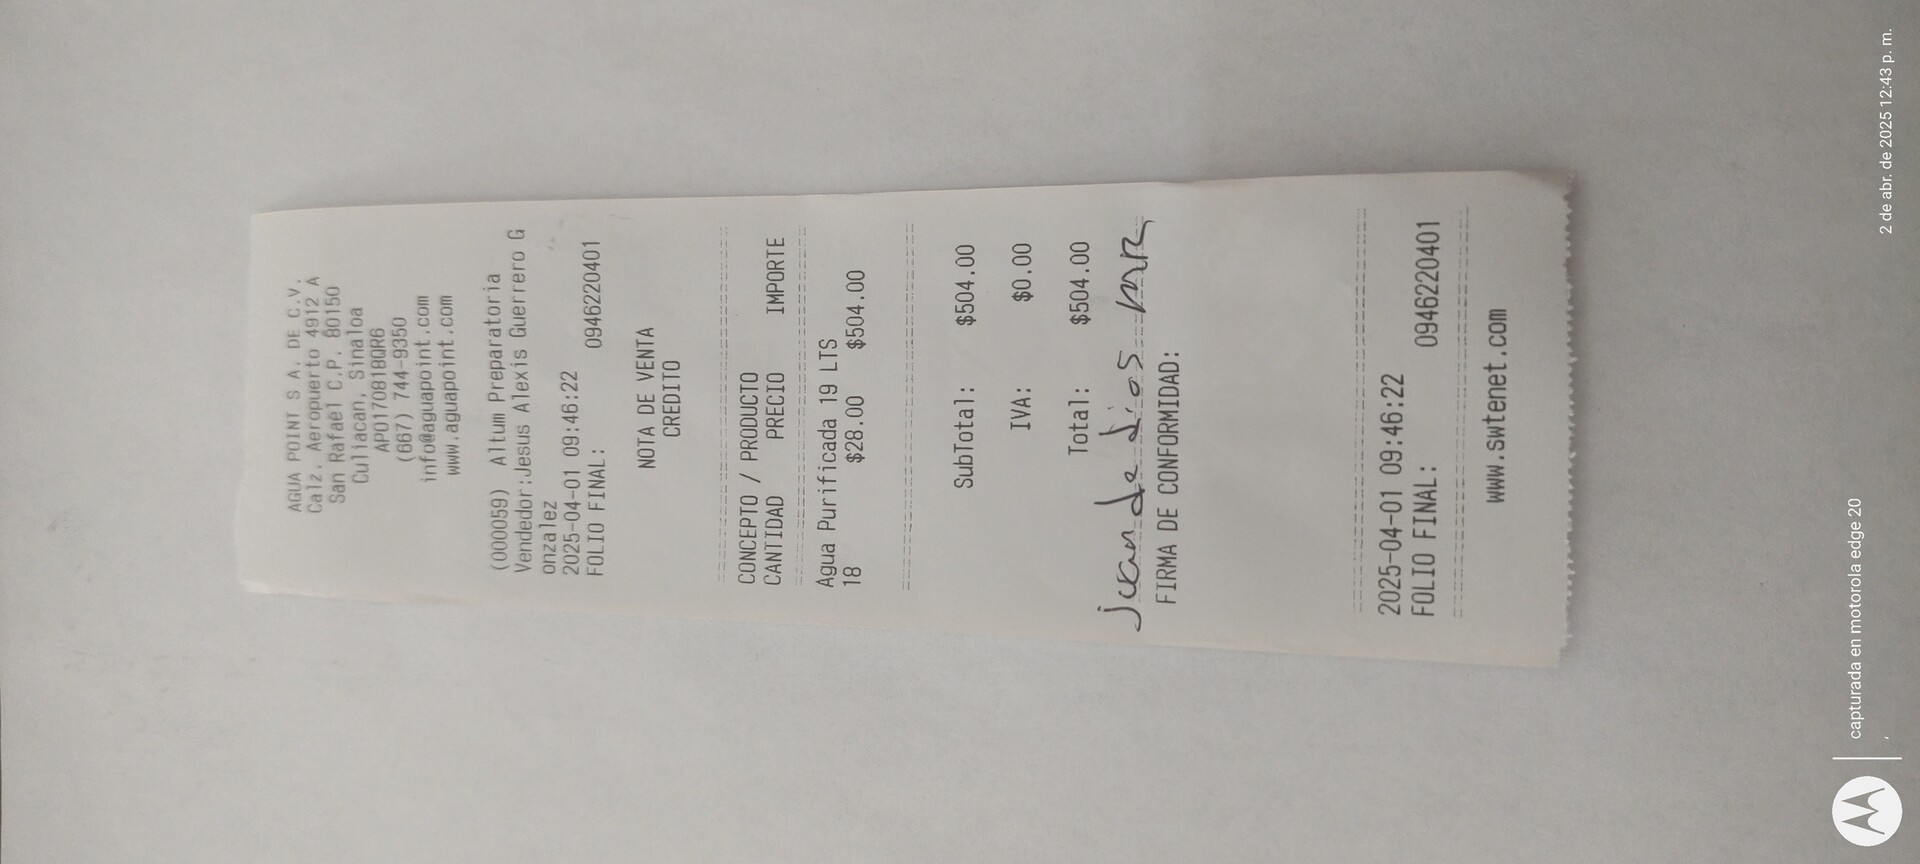 AGUA POINT S A. DE C.V.
Calz. Aeropuerto 4912 A
San Rafael C.P. 80150
Culiacan, Sinaloa
APO170818QR6
(667) 744-9350
info@aguapoint.com
www.aguapoint.com
(000059) Altum Preparatoria
Vendedor:Jesus Alexis Guerrero G
onzalez
2025-04-01 09:46:22
FOLIO FINAL: 0946220401
NOTA DE VENTA
CREDITO
CONCEPTO / PRODUCTO
CANTIDAD PRECIO IMPORTE
Agua Purificada 19 LTS
18 $28.00 $504.00
SubTotal: $504.00
IVA: $0.00
Total: $504.00
juan de dios
FIRMA DE CONFORMIDAD:
2025-04-01 09:46:22
FOLIO FINAL: 0946220401
www.swtenet.com
capturada en motorola edge 20
2 de abr. de 2025 12:43 p. m.